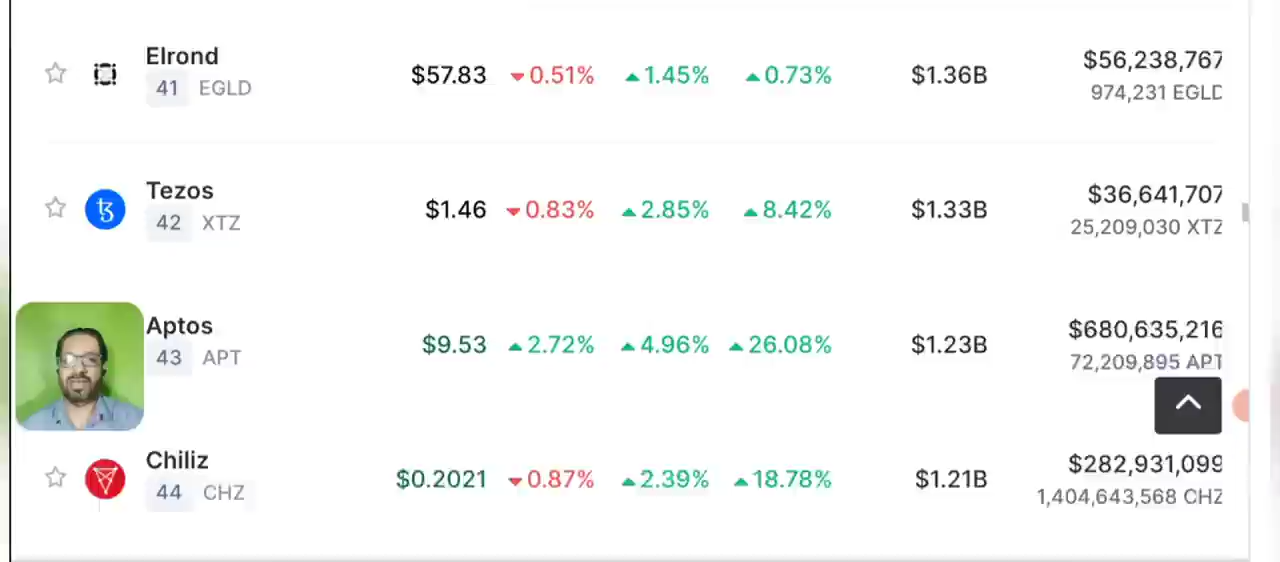 Elrond
41 EGLD
$57.83 0.51% 1.45% 0.73% $1.36B
$56,238,767
974,231 EGLD
Tezos
42 XTZ
$1.46 0.83% 2.85% 8.42% $1.33B
$36,641,707
25,209,030 XTZ
Aptos
43 APT
$9.53 2.72% 4.96% 26.08% $1.23B
$680,635,216
72,209,895 APT
Chiliz
44 CHZ
$0.2021 0.87% 2.39% 18.78% $1.21B
$282,931,099
1,404,643,568 CHZ